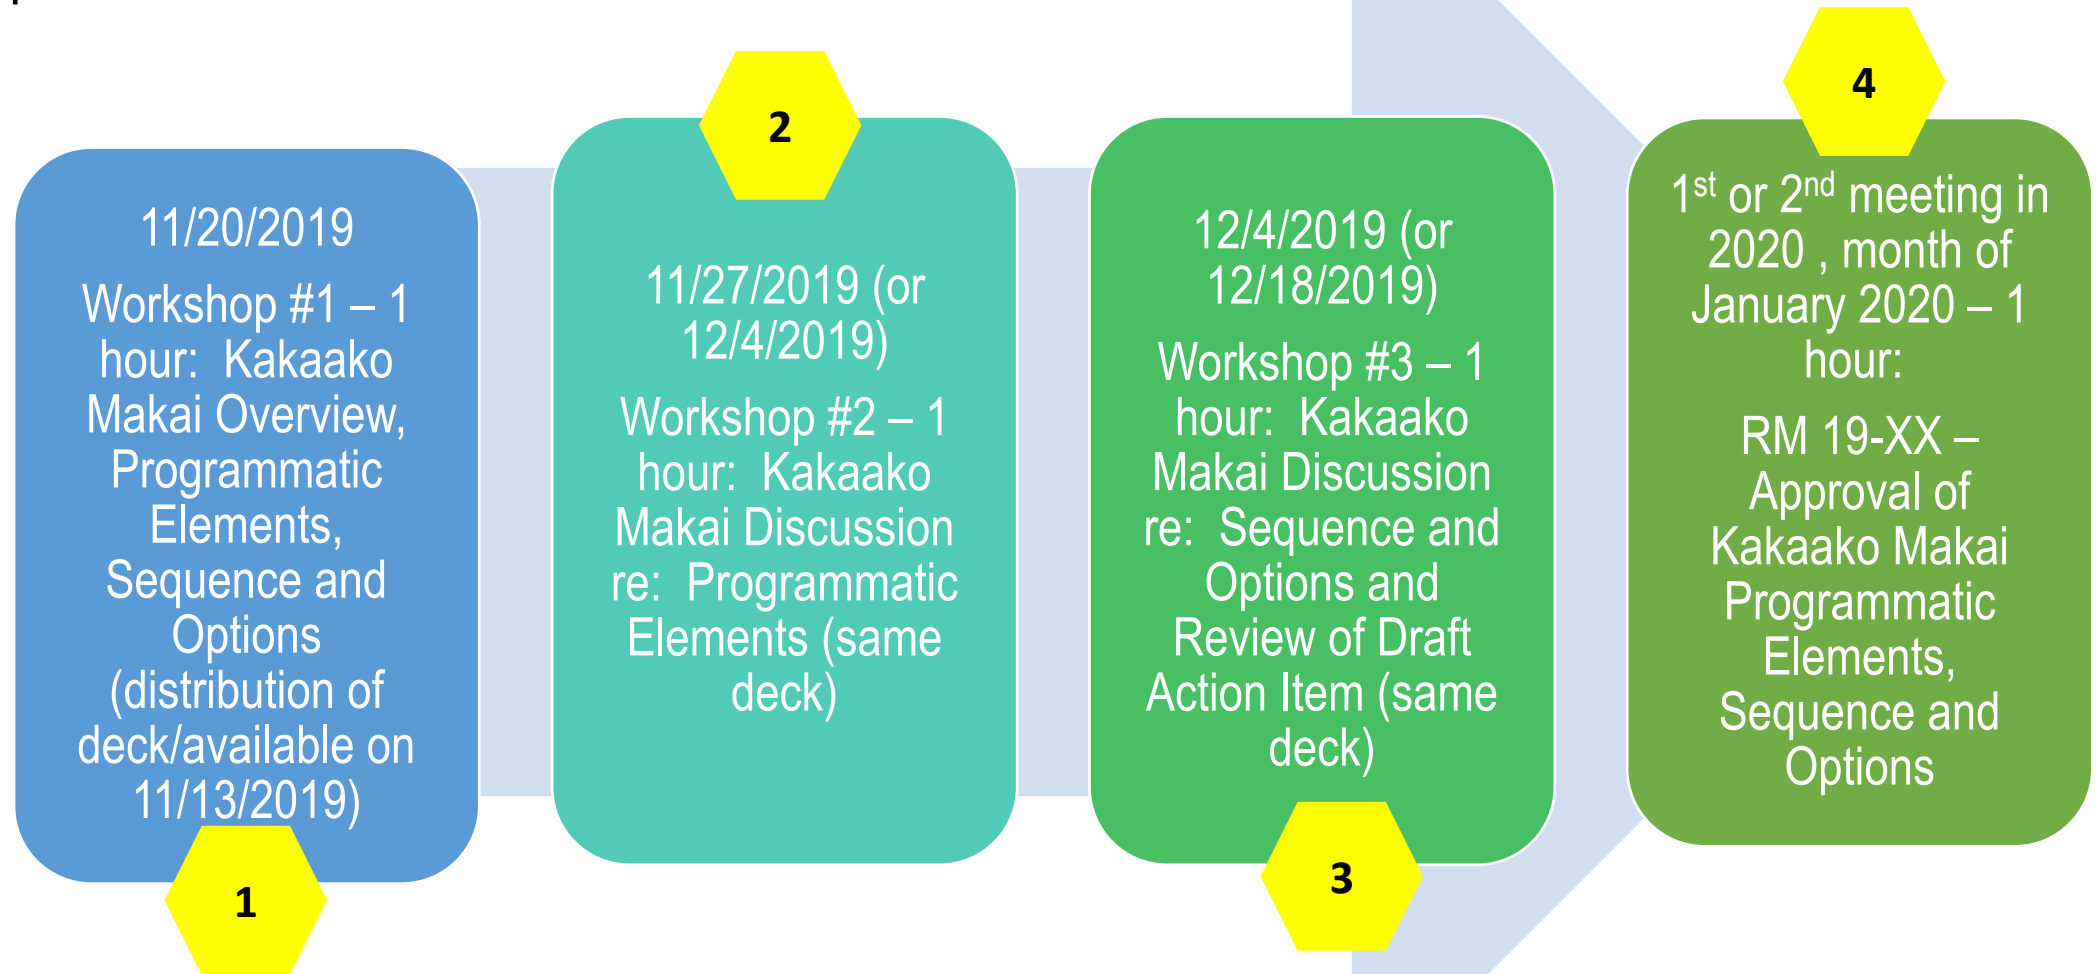 11/20/2019
Workshop #1 – 1
hour:  Kakaako
Makai Overview,
Programmatic
Elements,
Sequence and
Options
(distribution of
deck/available on
11/13/2019)
1
2
11/27/2019 (or
12/4/2019)
Workshop #2 – 1
hour:  Kakaako
Makai Discussion
re:  Programmatic
Elements (same
deck)
12/4/2019 (or
12/18/2019)
Workshop #3 – 1
hour:  Kakaako
Makai Discussion
re:  Sequence and
Options and
Review of Draft
Action Item (same
deck)
3
4
1st or 2nd meeting in
2020 , month of
January 2020 – 1
hour:
RM 19-XX –
Approval of
Kakaako Makai
Programmatic
Elements,
Sequence and
Options